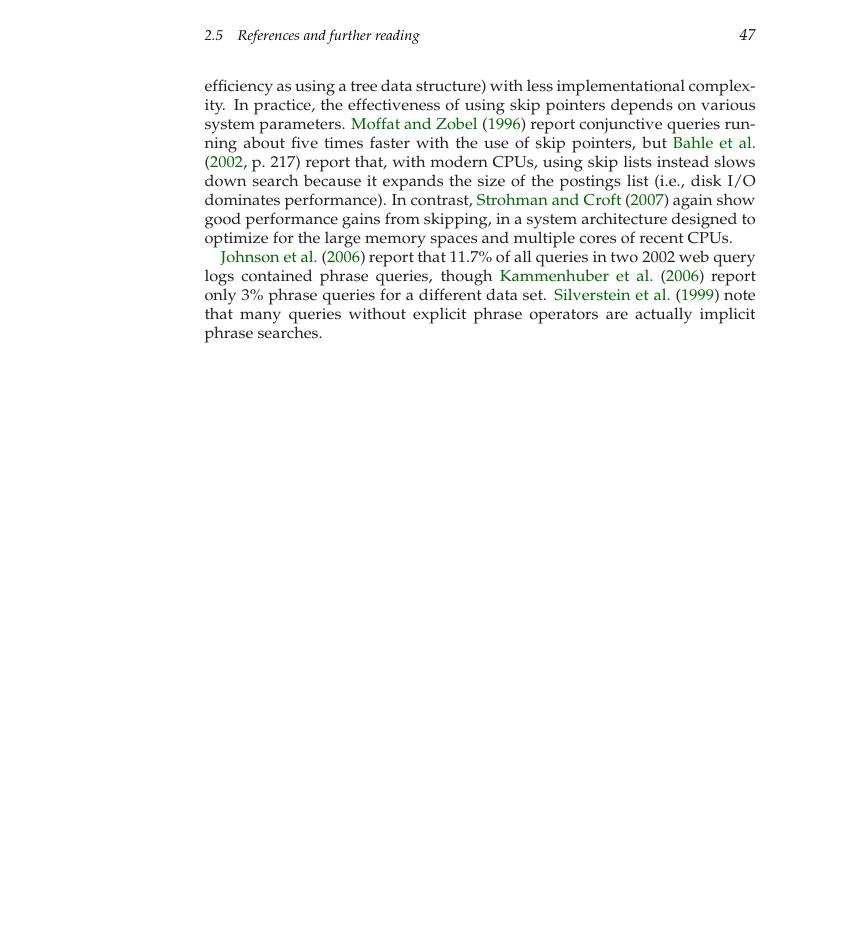 2.5 References and further reading 47
efficiency as using a tree data structure) with less implementational complex-
ity. In practice, the effectiveness of using skip pointers depends on various
system parameters. Moffat and Zobel (1996) report conjunctive queries run-
ning about five times faster with the use of skip pointers, but Bahle et al.
(2002, p. 217) report that, with modern CPUs, using skip lists instead slows
down search because it expands the size of the postings list (i.e., disk I/O
dominates performance). In contrast, Strohman and Croft (2007) again show
good performance gains from skipping, in a system architecture designed to
optimize for the large memory spaces and multiple cores of recent CPUs.
Johnson et al. (2006) report that 11.7% of all queries in two 2002 web query
logs contained phrase queries, though Kammenhuber et al. (2006) report
only 3% phrase queries for a different data set. Silverstein et al. (1999) note
that many queries without explicit phrase operators are actually implicit
phrase searches.